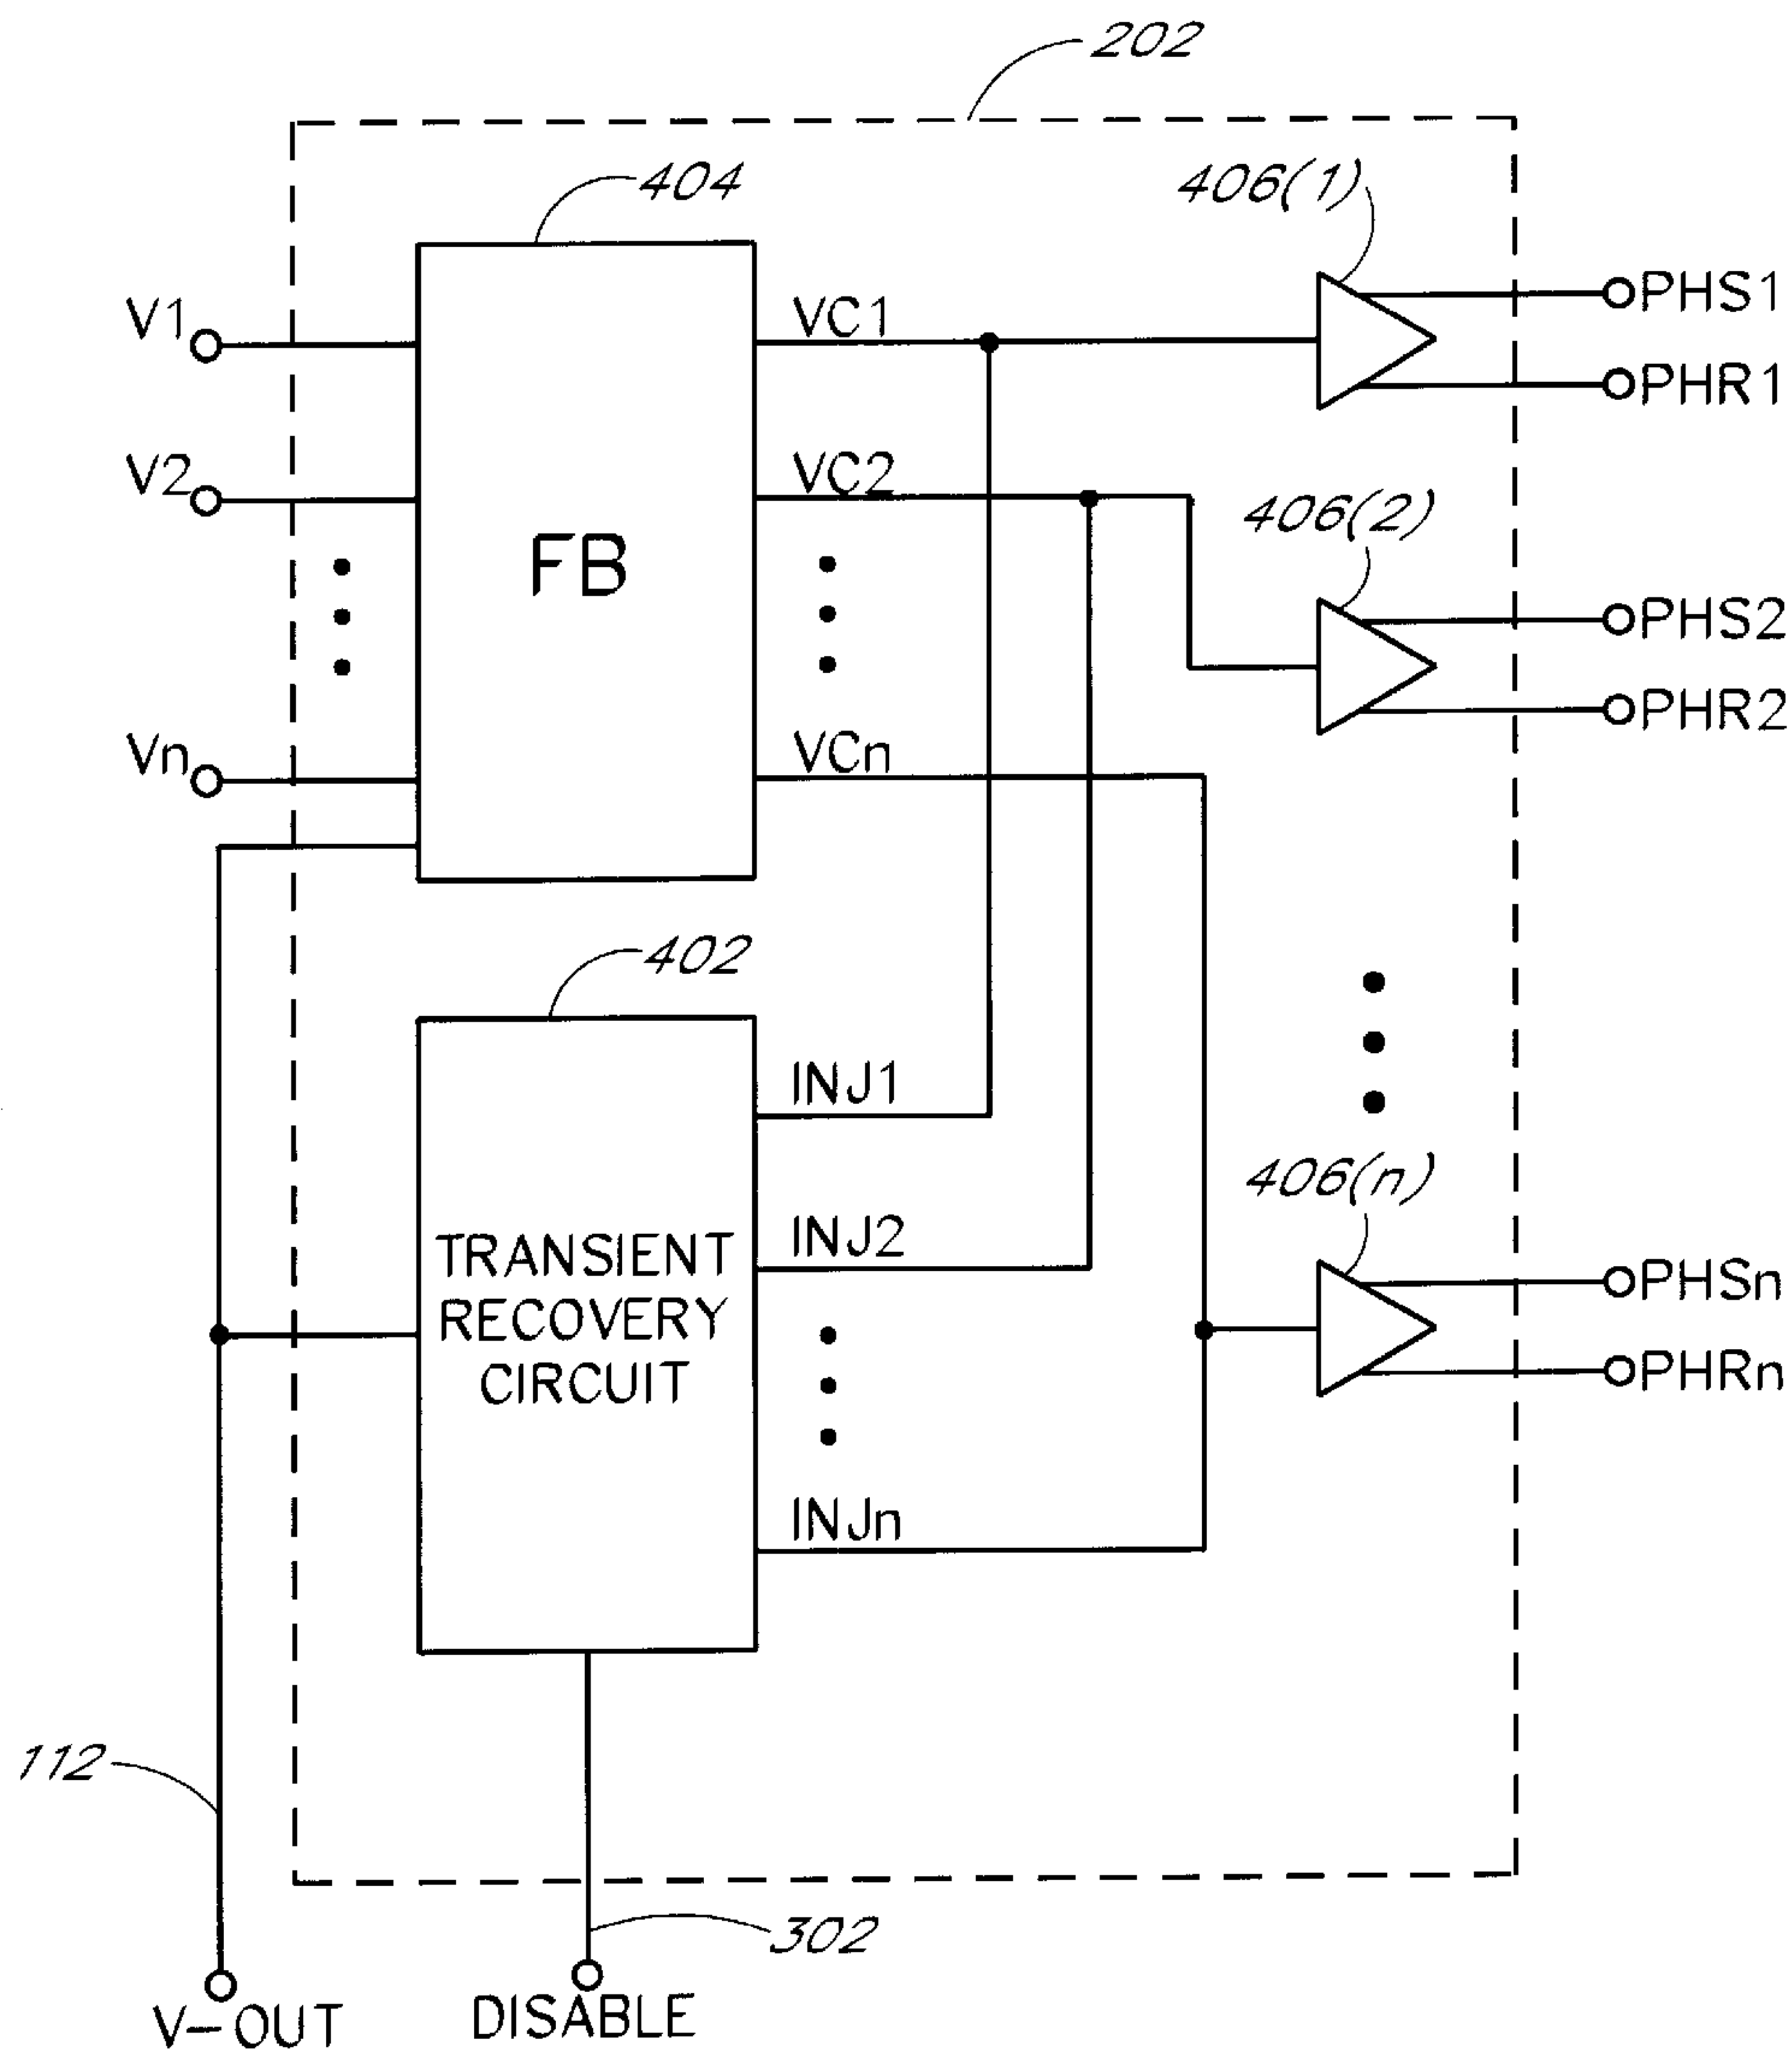 202
404
406(1)
V1
VC1
PHS1
PHR1
V2
VC2
406(2)
FB
PHS2
PHR2
Vn
VCn
402
INJ1
406(n)
INJ2
TRANSIENT
RECOVERY
CIRCUIT
PHSn
PHRn
INJn
112
302
V-OUT
DISABLE